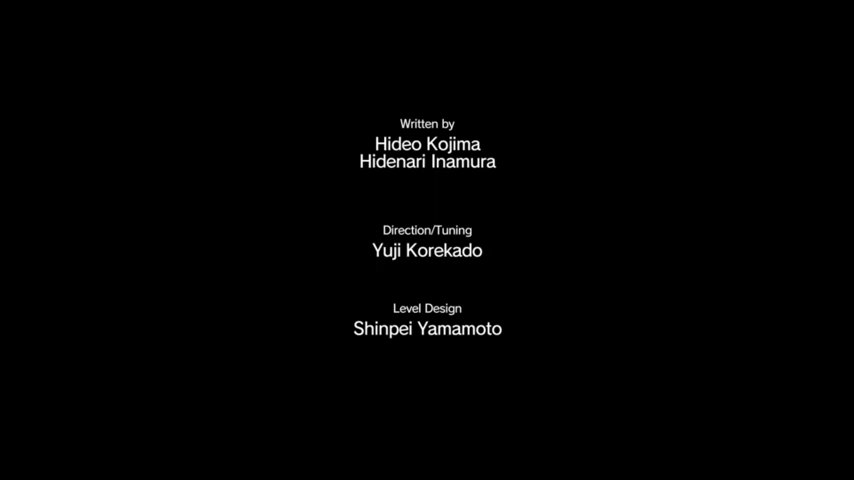 Written by
Hideo Kojima
Hidenari Inamura
Direction/Tuning
Yuji Korekado
Level Design
Shinpei Yamamoto